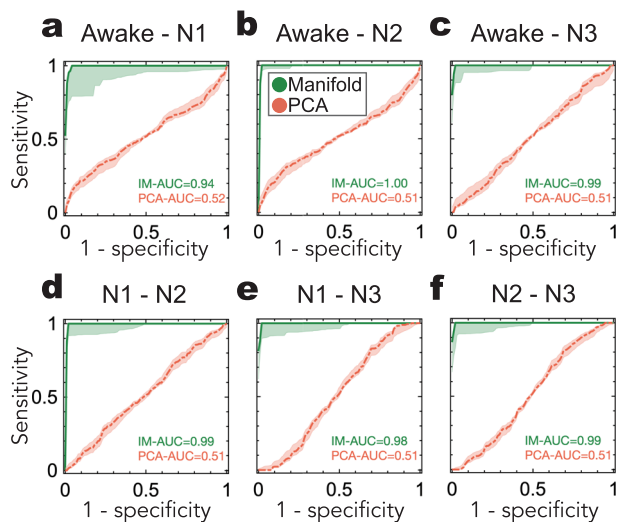 a Awake - N1
b Awake - N2
c Awake - N3
Sensitivity
1
0.5
0
Manifold
PCA
IM-AUC=0.94
PCA-AUC=0.52
IM-AUC=1.00
PCA-AUC=0.51
IM-AUC=0.99
PCA-AUC=0.51
0 0.5 1
0 0.5 1
0 0.5 1
1 - specificity
1 - specificity
1 - specificity
d N1 - N2
e N1 - N3
f N2 - N3
Sensitivity
1
0.5
0
IM-AUC=0.99
PCA-AUC=0.51
IM-AUC=0.98
PCA-AUC=0.51
IM-AUC=0.99
PCA-AUC=0.51
0 0.5 1
0 0.5 1
0 0.5 1
1 - specificity
1 - specificity
1 - specificity